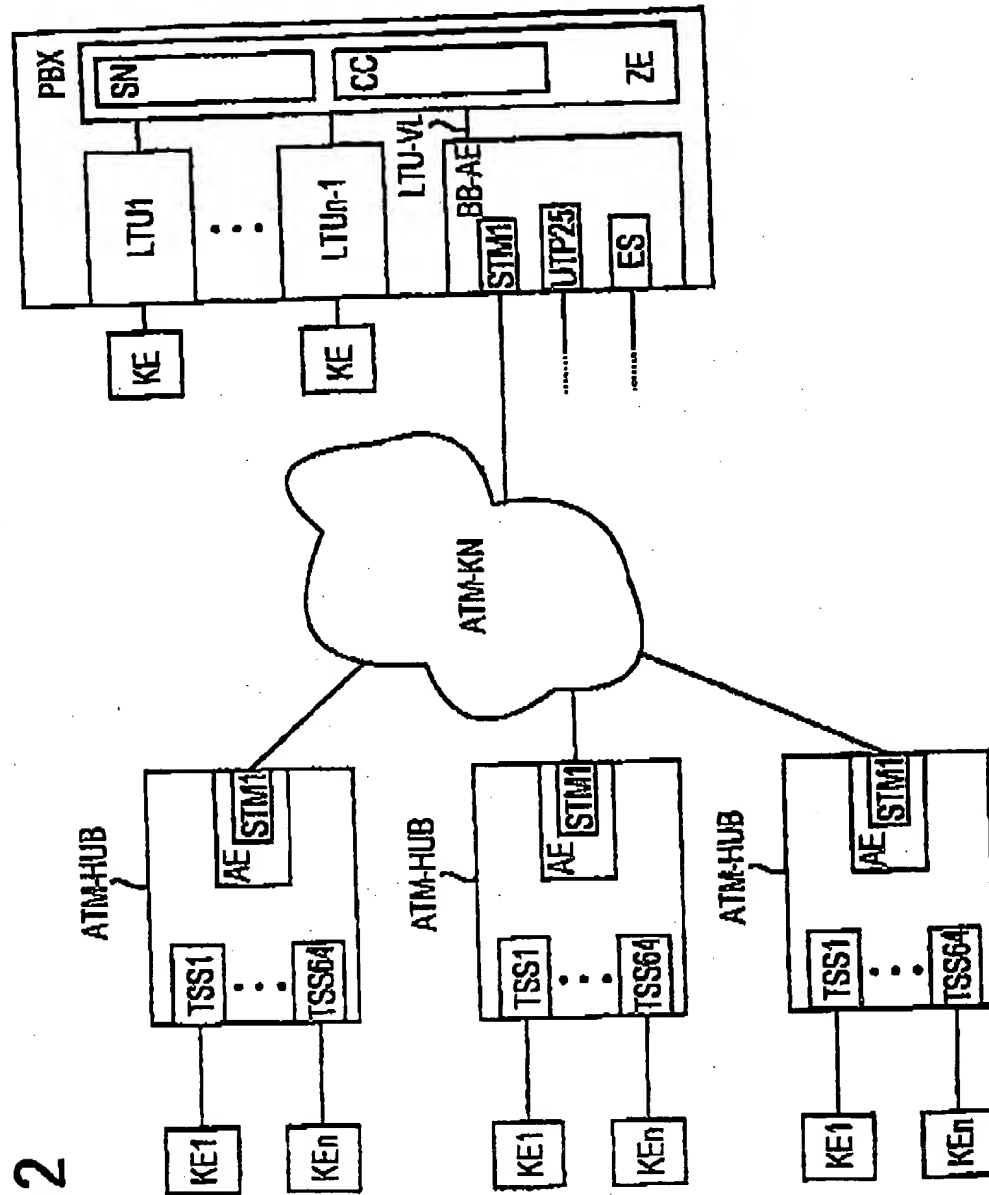 2
KE1
KEn
KE1
KEn
KE1
KEn
ATM-HUB
TSS1
TSS64
AE
STM1
ATM-HUB
TSS1
TSS64
AE
STM1
ATM-HUB
TSS1
TSS64
AE
STM1
ATM-KN
PBX
KE
LTU1
SN
KE
LTUn-1
CC
ZE
LTU-VL
BB-AE
STM1
UTP25
ES